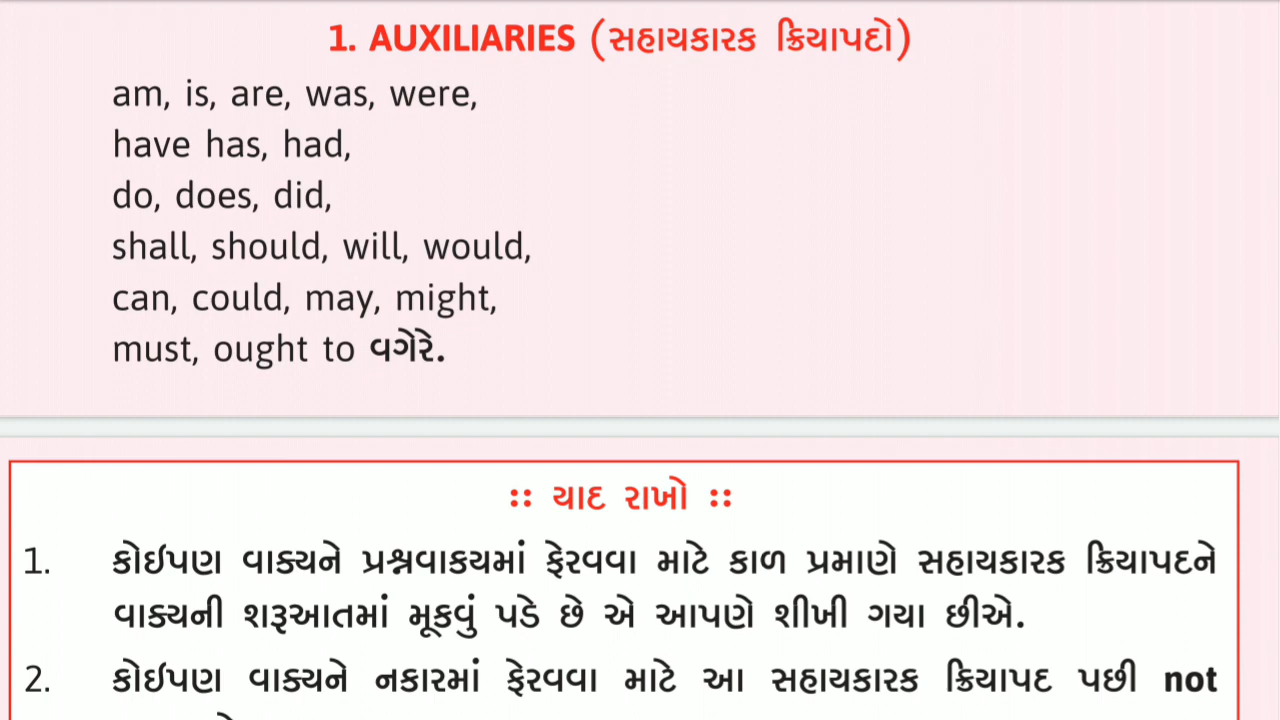 1. AUXILIARIES (સહાયકારક ક્રિયાપદો)
am, is, are, was, were,
have has, had,
do, does, did,
shall, should, will, would,
can, could, may, might,
must, ought to વગેરે.
:: યાદ રાખો ::
1. કોઈપણ વાક્યને પ્રશ્નવાકયમાં ફેરવવા માટે કાળ પ્રમાણે સહાયકારક ક્રિયાપદને
વાક્યની શરૂઆતમાં મૂકવું પડે છે એ આપણે શીખી ગયા છીએ.
2. કોઈપણ વાક્યને નકારમાં ફેરવવા માટે આ સહાયકારક ક્રિયાપદ પછી not